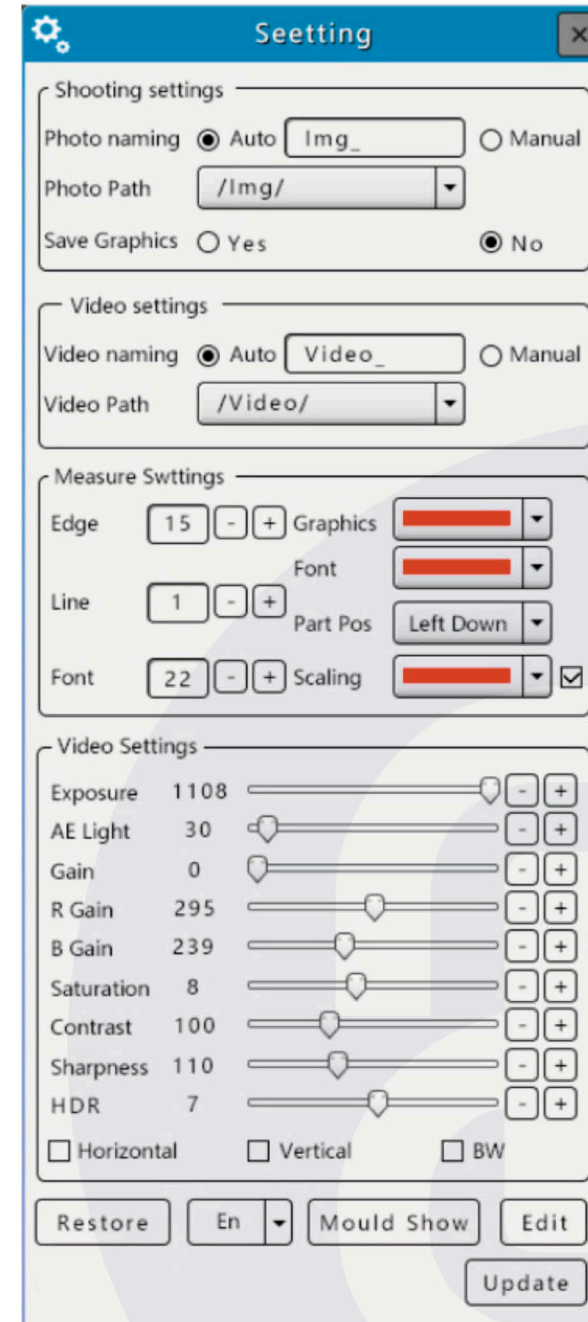 Seetting
Shooting settings
Photo naming Auto Img_ Manual
Photo Path /Img/
Save Graphics Yes No
Video settings
Video naming Auto Video_ Manual
Video Path /Video/
Measure Swttings
Edge 15 - + Graphics
Font
Line 1 - +
Part Pos Left Down
Font 22 - + Scaling
Video Settings
Exposure 1108 - +
AE Light 30 - +
Gain 0 - +
R Gain 295 - +
B Gain 239 - +
Saturation 8 - +
Contrast 100 - +
Sharpness 110 - +
HDR 7 - +
Horizontal Vertical BW
Restore En Mould Show Edit
Update